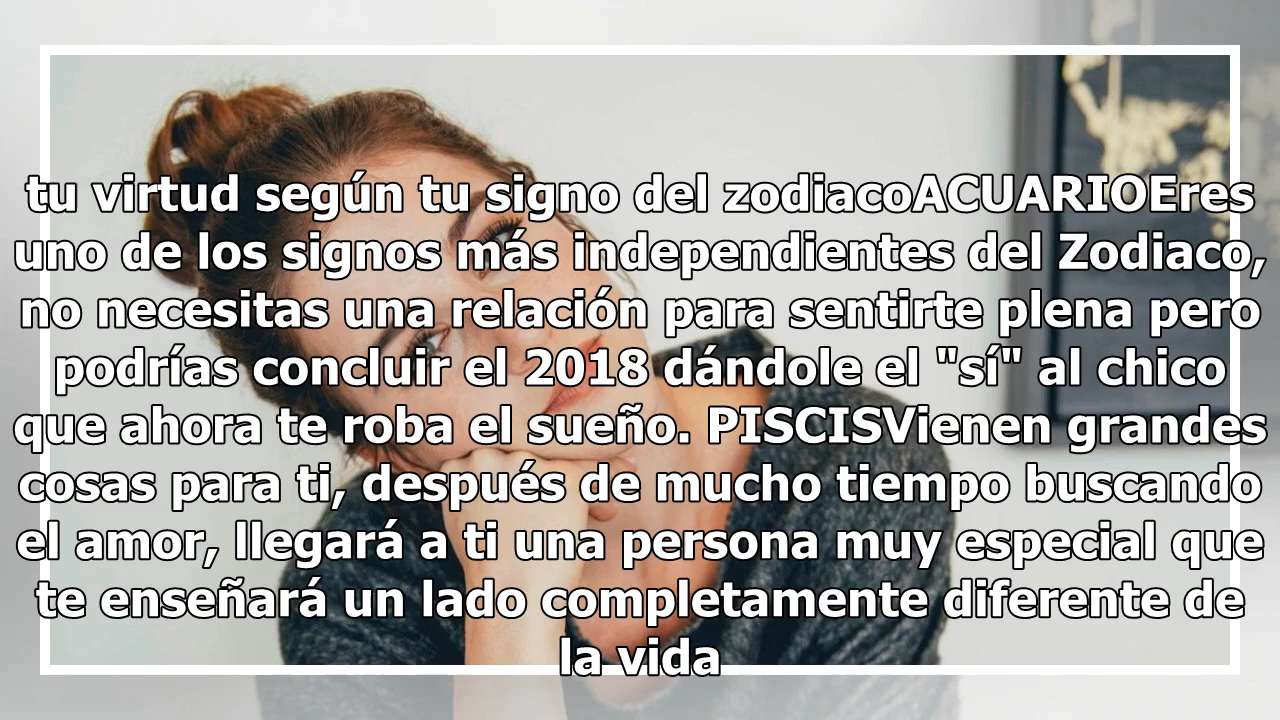 tu virtud según tu signo del zodiacoACUARIOEres
uno de los signos más independientes del Zodiaco,
no necesitas una relación para sentirte plena pero
podrías concluir el 2018 dándole el "sí" al chico
que ahora te roba el sueño. PISCISVienen grandes
cosas para ti, después de mucho tiempo buscando
el amor, llegará a ti una persona muy especial que
te enseñará un lado completamente diferente de
la vida